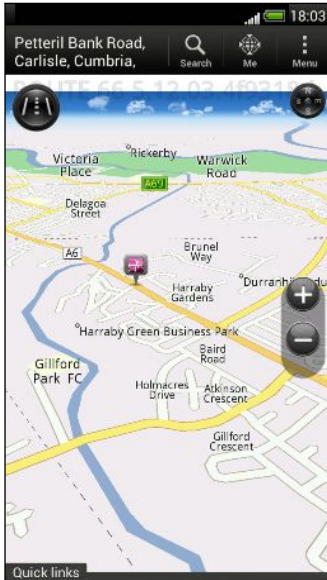 18:03
Petteril Bank Road,
Carlisle, Cumbria,
Search
Me
Menu
Victoria
Place
Rickerby
Warwick
Road
A69
Delagoa
Street
A6
Brunel
Way
Harraby
Gardens
Harraby Green Business Park
Baird
Road
Gillford
Park FC
Holmacres
Drive
Atkinson
Crescent
Gillford
Crescent
Quick links